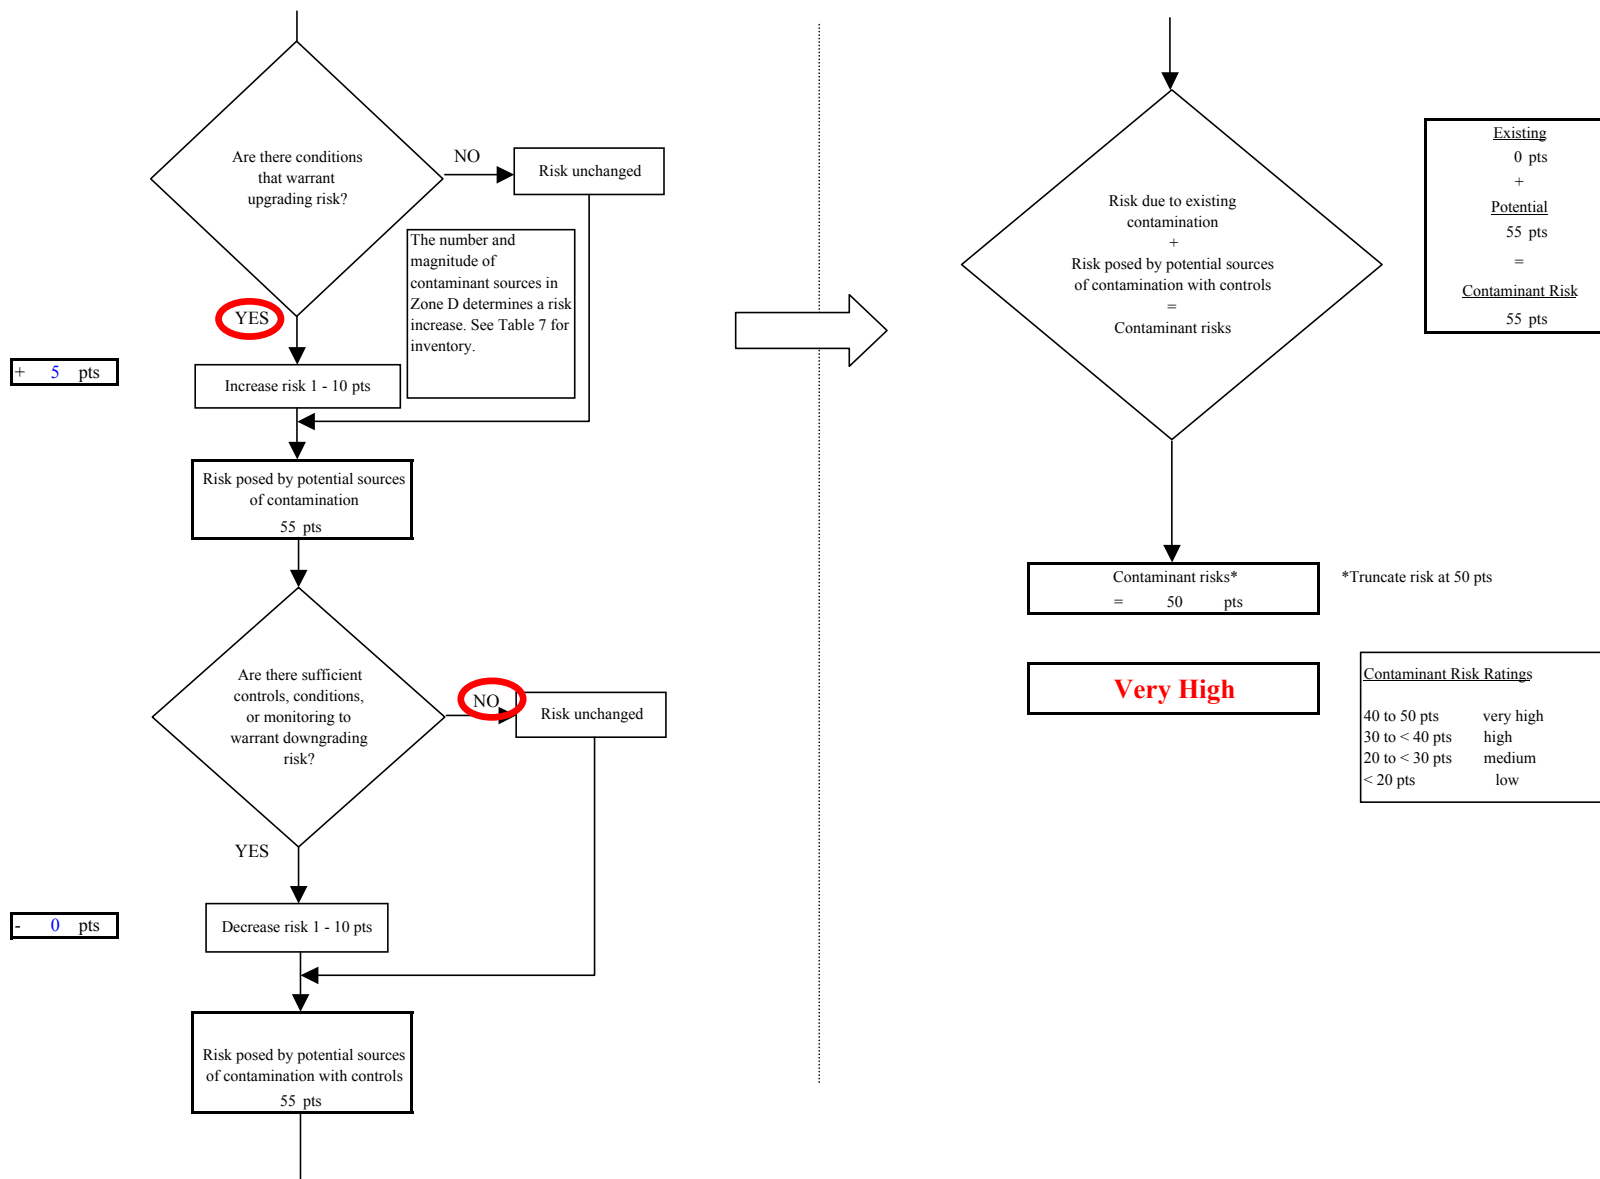 Are there conditions
that warrant
upgrading risk?
NO
Risk unchanged
The number and
magnitude of
contaminant sources in
Zone D determines a risk
increase. See Table 7 for
inventory.
YES
+ 5 pts
Increase risk 1 - 10 pts
Risk posed by potential sources
of contamination
55 pts
Are there sufficient
controls, conditions,
or monitoring to
warrant downgrading
risk?
NO
Risk unchanged
YES
- 0 pts
Decrease risk 1 - 10 pts
Risk posed by potential sources
of contamination with controls
55 pts
Risk due to existing
contamination
+
Risk posed by potential sources
of contamination with controls
=
Contaminant risks
Existing
0 pts
+
Potential
55 pts
=
Contaminant Risk
55 pts
Contaminant risks*
= 50 pts
*Truncate risk at 50 pts
Very High
Contaminant Risk Ratings
40 to 50 pts very high
30 to < 40 pts high
20 to < 30 pts medium
< 20 pts low